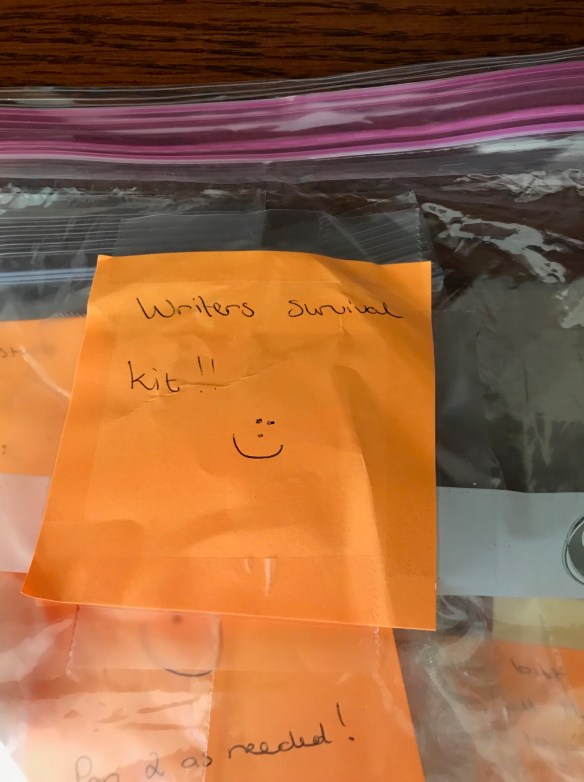 Writers survival
kit!!
2 as needed!